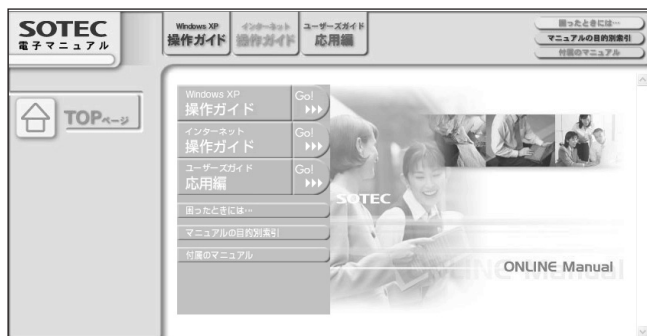 SOTEC
電子マニュアル
Windows XP
操作ガイド
インターネット
操作ガイド
ユーザーズガイド
応用編
困ったときには…
マニュアルの目的別索引
付属のマニュアル
TOPページ
Windows XP
操作ガイド
Go!
インターネット
操作ガイド
Go!
ユーザーズガイド
応用編
Go!
困ったときには…
マニュアルの目的別索引
付属のマニュアル
SOTEC
ONLINE Manual
ONLINE Manual